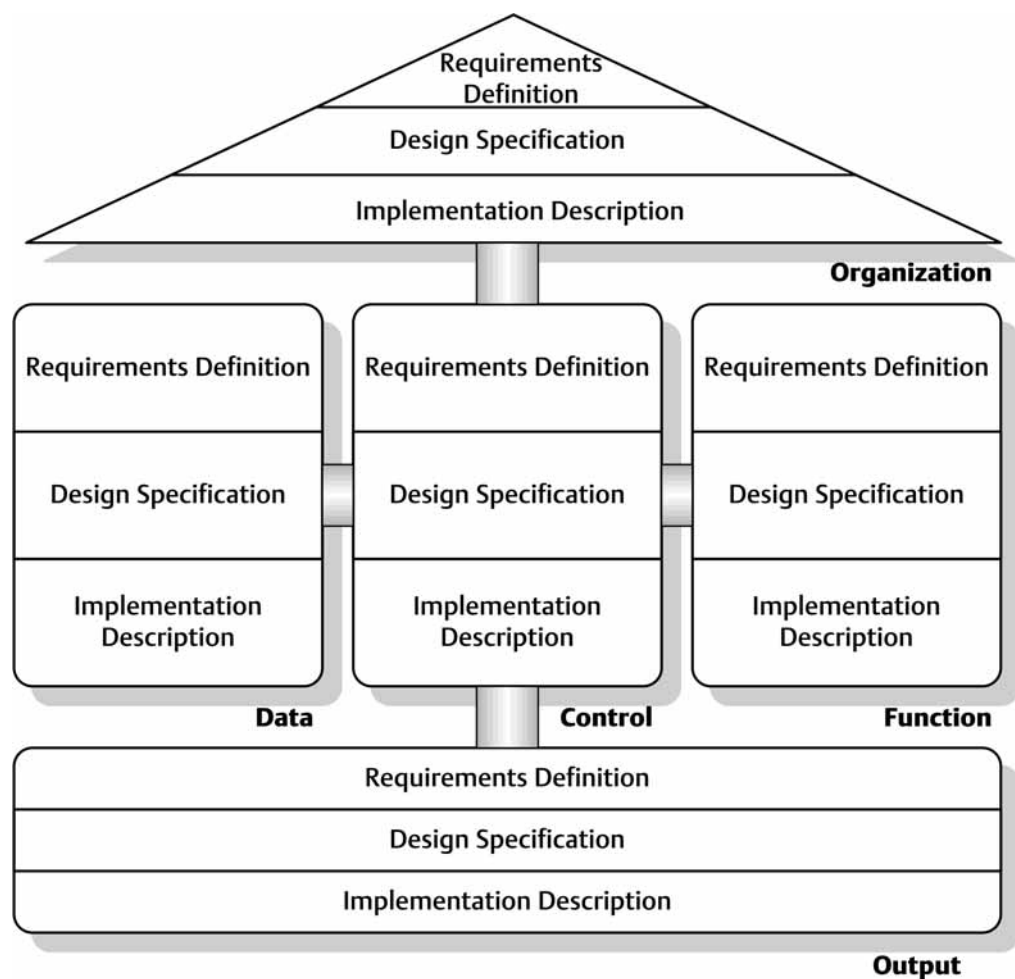 Requirements
Definition
Design Specification
Implementation Description
Organization
Requirements Definition
Design Specification
Implementation
Description
Data
Requirements Definition
Design Specification
Implementation
Description
Control
Requirements Definition
Design Specification
Implementation
Description
Function
Requirements Definition
Design Specification
Implementation Description
Output